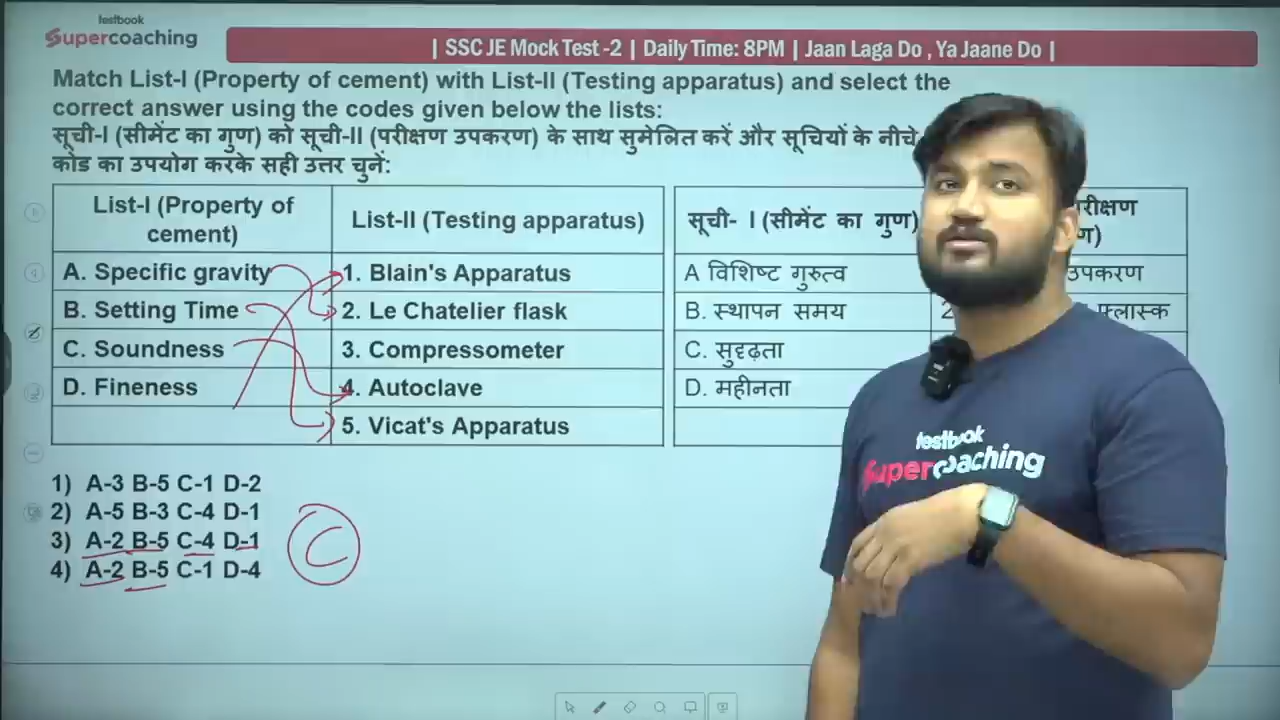 testbook
Supercoaching
| SSC JE Mock Test -2 | Daily Time: 8PM | Jaan Laga Do , Ya Jaane Do |
Match List-I (Property of cement) with List-II (Testing apparatus) and select the
correct answer using the codes given below the lists:
सूची-I (सीमेंट का गुण) को सूची-II (परीक्षण उपकरण) के साथ सुमेलित करें और सूचियों के नीचे
कोड का उपयोग करके सही उत्तर चुनें:
List-I (Property of
cement)
List-II (Testing apparatus)
A. Specific gravity
1. Blain's Apparatus
B. Setting Time
2. Le Chatelier flask
C. Soundness
3. Compressometer
D. Fineness
4. Autoclave
5. Vicat's Apparatus
सूची- I (सीमेंट का गुण)
A विशिष्ट गुरुत्व
उपकरण
B. स्थापन समय
2
फ्लास्क
C. सुदृढ़ता
D. महीनता
1) A-3 B-5 C-1 D-2
2) A-5 B-3 C-4 D-1
3) A-2 B-5 C-4 D-1
4) A-2 B-5 C-1 D-4
C
testbook
Supercoaching